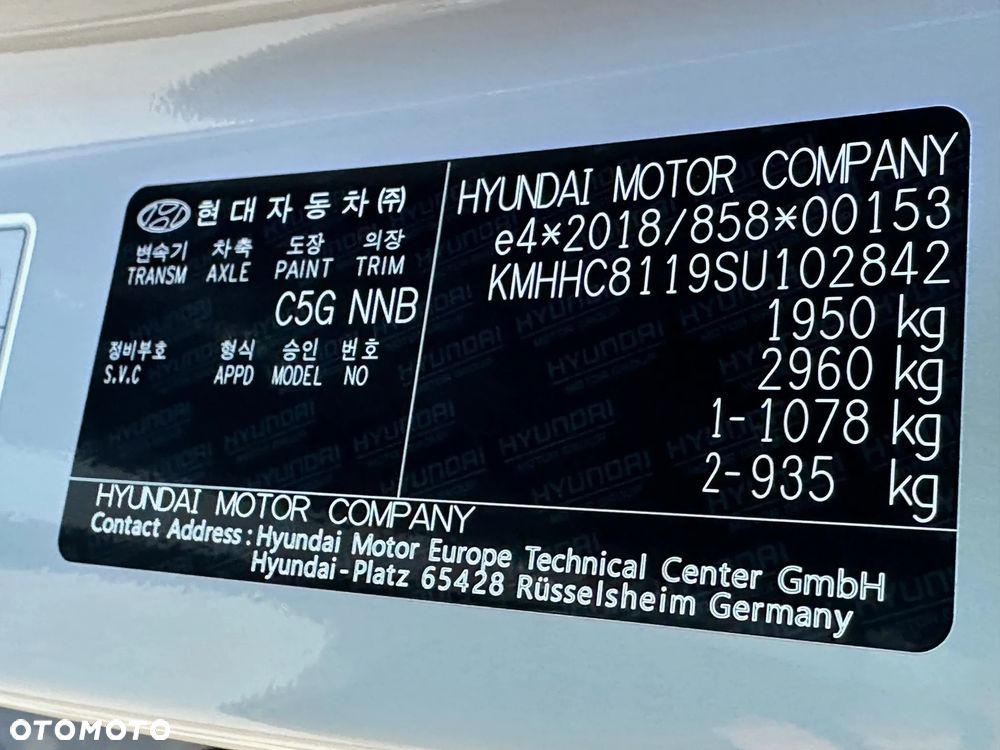 현대자동차(주)
변속기 차축 도장 의장
TRANSM AXLE PAINT TRIM
C5G NNB
정비부호 형식 승인 번호
S.V.C APPD MODEL NO
HYUNDAI MOTOR COMPANY
e4*2018/858*00153
KMHHC8119SU102842
1950 kg
2960 kg
1-1078 kg
2-935 kg
HYUNDAI MOTOR COMPANY
Contact Address : Hyundai Motor Europe Technical Center GmbH
Hyundai-Platz 65428 Rüsselsheim Germany
OTOMOTO